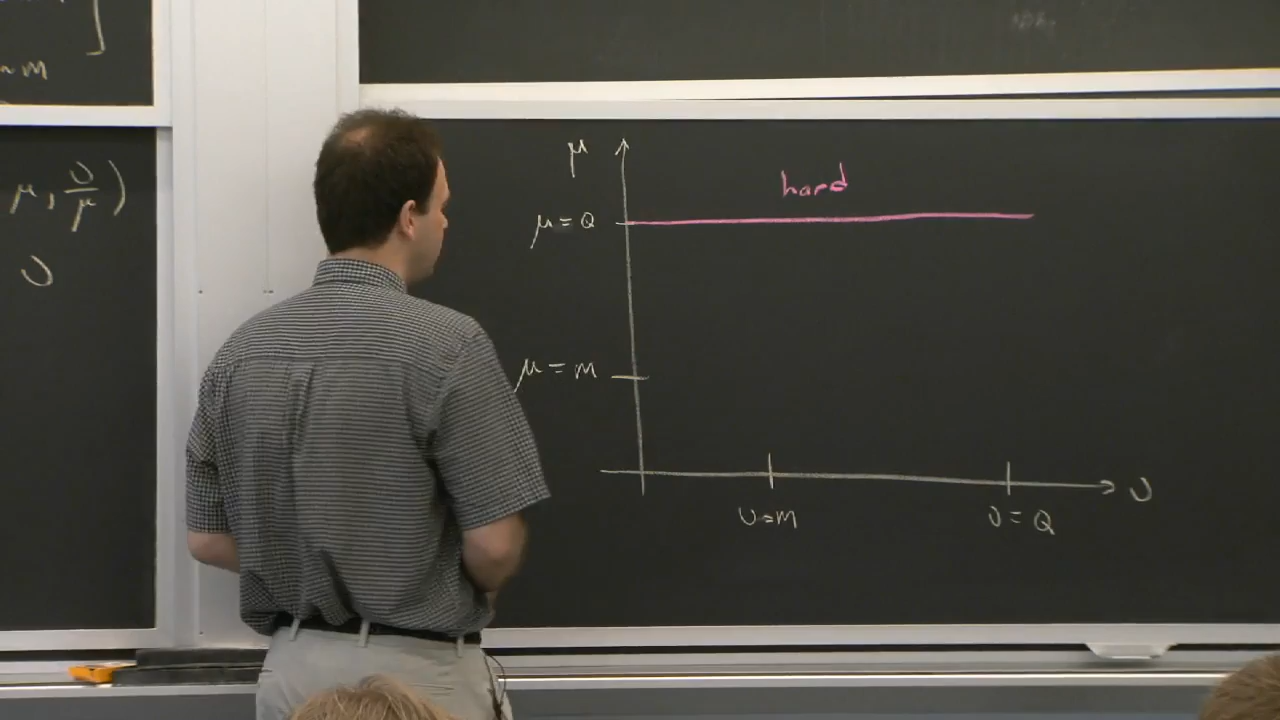 ]
~m
μ, υ/μ)
υ
μ
hard
μ = Q
μ = m
υ
υ=m
υ = Q